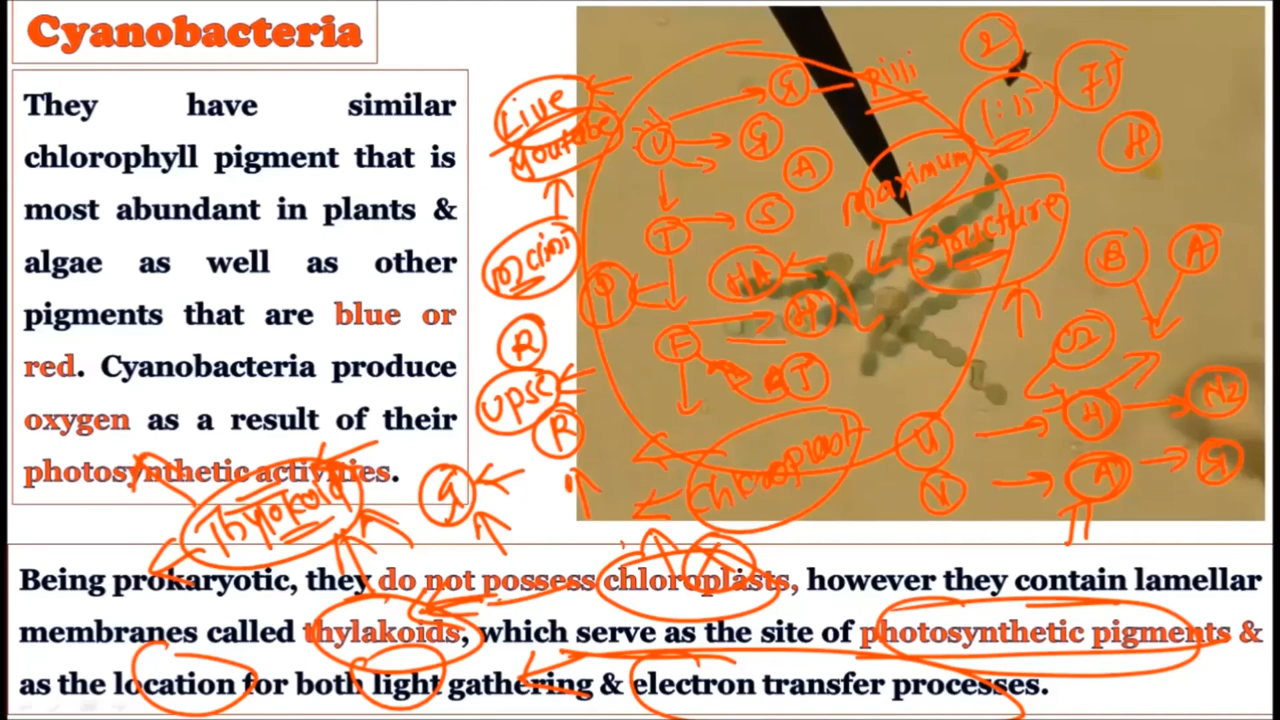 Cyanobacteria
They have similar
chlorophyll pigment that is
most abundant in plants &
algae as well as other
pigments that are blue or
red. Cyanobacteria produce
oxygen as a result of their
photosynthetic activities.
Being prokaryotic, they do not possess chloroplasts, however they contain lamellar
membranes called thylakoids, which serve as the site of photosynthetic pigments &
as the location for both light gathering & electron transfer processes.
Live
Youtube
UPSC
R
R
G
U
G
G
A
T
S
P
HA
H
F
T
maximum
Structure
chloroplast
2
H
B
A
H
N2
U
V
A
G